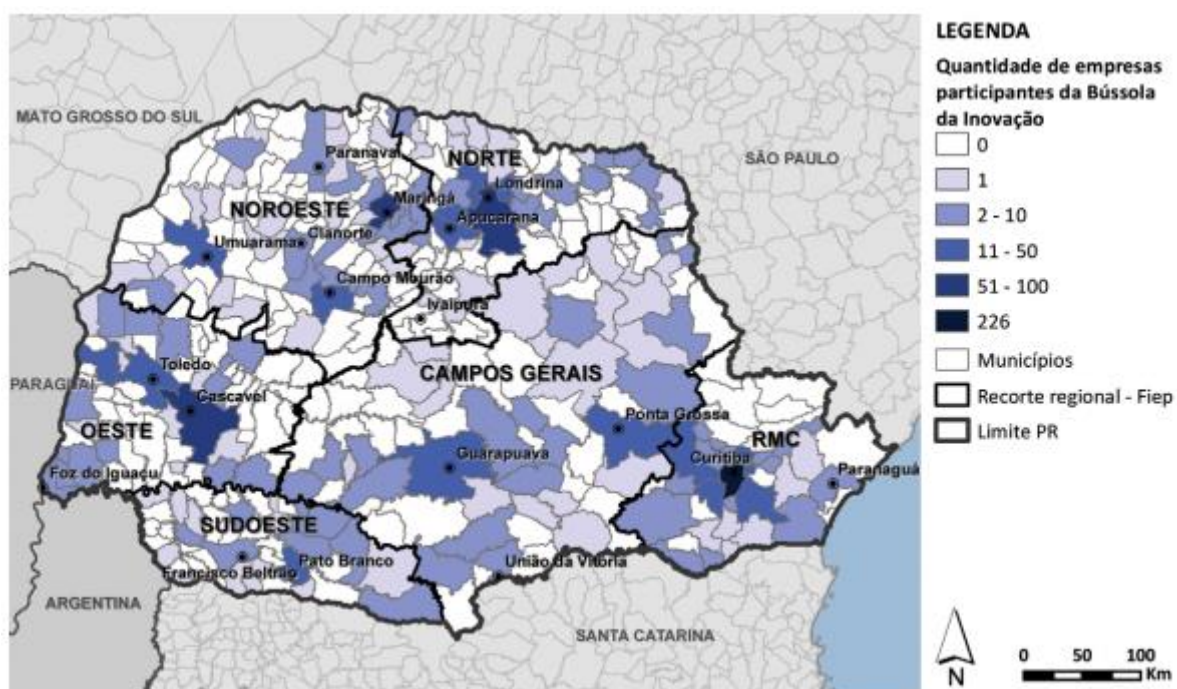 LEGENDA
Quantidade de empresas
participantes da Bússola
da Inovação
0
1
2 - 10
11 - 50
51 - 100
226
Municípios
Recorte regional - Fiep
Limite PR
MATO GROSSO DO SUL
SÃO PAULO
Paranavaí
NORTE
Londrina
Maringá
NOROESTE
Apucarana
Cianorte
Umuarama
Campo Mourão
Ivaiporã
PARAGUAI
Toledo
CAMPOS GERAIS
Cascavel
Ponta Grossa
OESTE
RMC
Guarapuava
Curitiba
Paranaguá
Foz do Iguaçu
SUDOESTE
Francisco Beltrão
Pato Branco
União da Vitória
ARGENTINA
SANTA CATARINA
N
0 50 100
Km